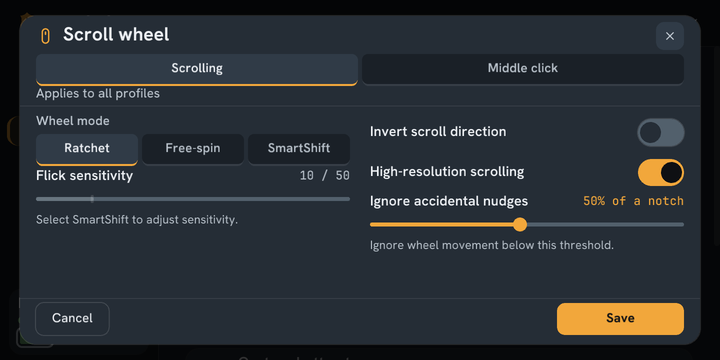 Scroll wheel
Scrolling
Middle click
Applies to all profiles
Wheel mode
Ratchet
Free-spin
SmartShift
Flick sensitivity
10 / 50
Select SmartShift to adjust sensitivity.
Invert scroll direction
High-resolution scrolling
Ignore accidental nudges
50% of a notch
Ignore wheel movement below this threshold.
Cancel
Save